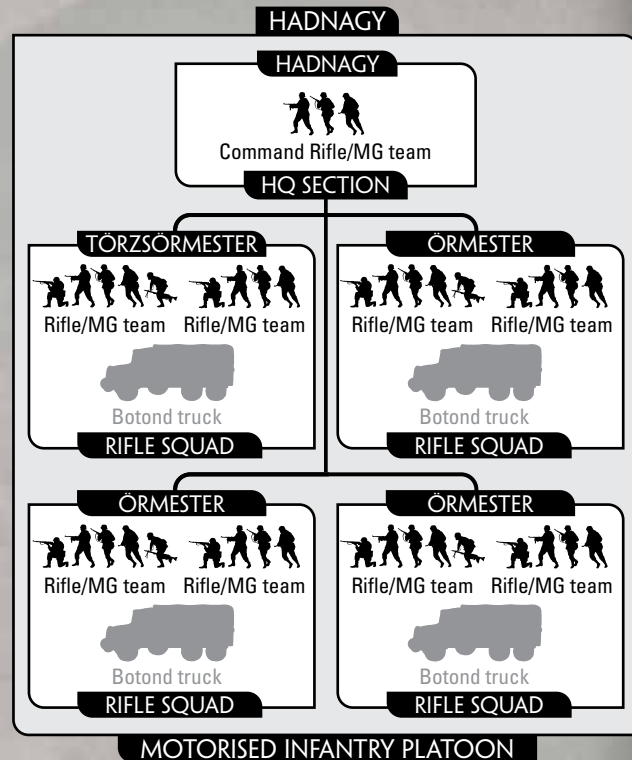 HADNAGY
HADNAGY
Command Rifle/MG team
HQ SECTION
TÖRZSÖRMESTER
Rifle/MG team Rifle/MG team
Botond truck
RIFLE SQUAD
ÖRMESTER
Rifle/MG team Rifle/MG team
Botond truck
RIFLE SQUAD
ÖRMESTER
Rifle/MG team Rifle/MG team
Botond truck
RIFLE SQUAD
ÖRMESTER
Rifle/MG team Rifle/MG team
Botond truck
RIFLE SQUAD
MOTORISED INFANTRY PLATOON